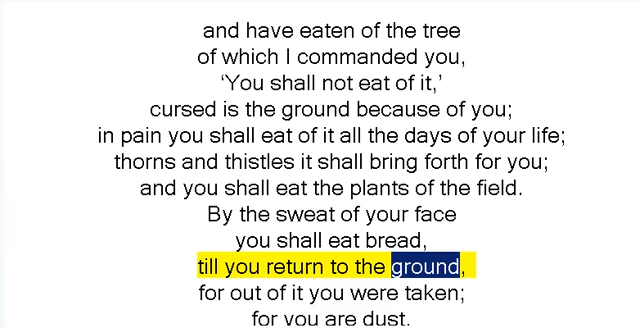 and have eaten of the tree
of which I commanded you,
‘You shall not eat of it,’
cursed is the ground because of you;
in pain you shall eat of it all the days of your life;
thorns and thistles it shall bring forth for you;
and you shall eat the plants of the field.
By the sweat of your face
you shall eat bread,
till you return to the ground,
for out of it you were taken;
for you are dust,